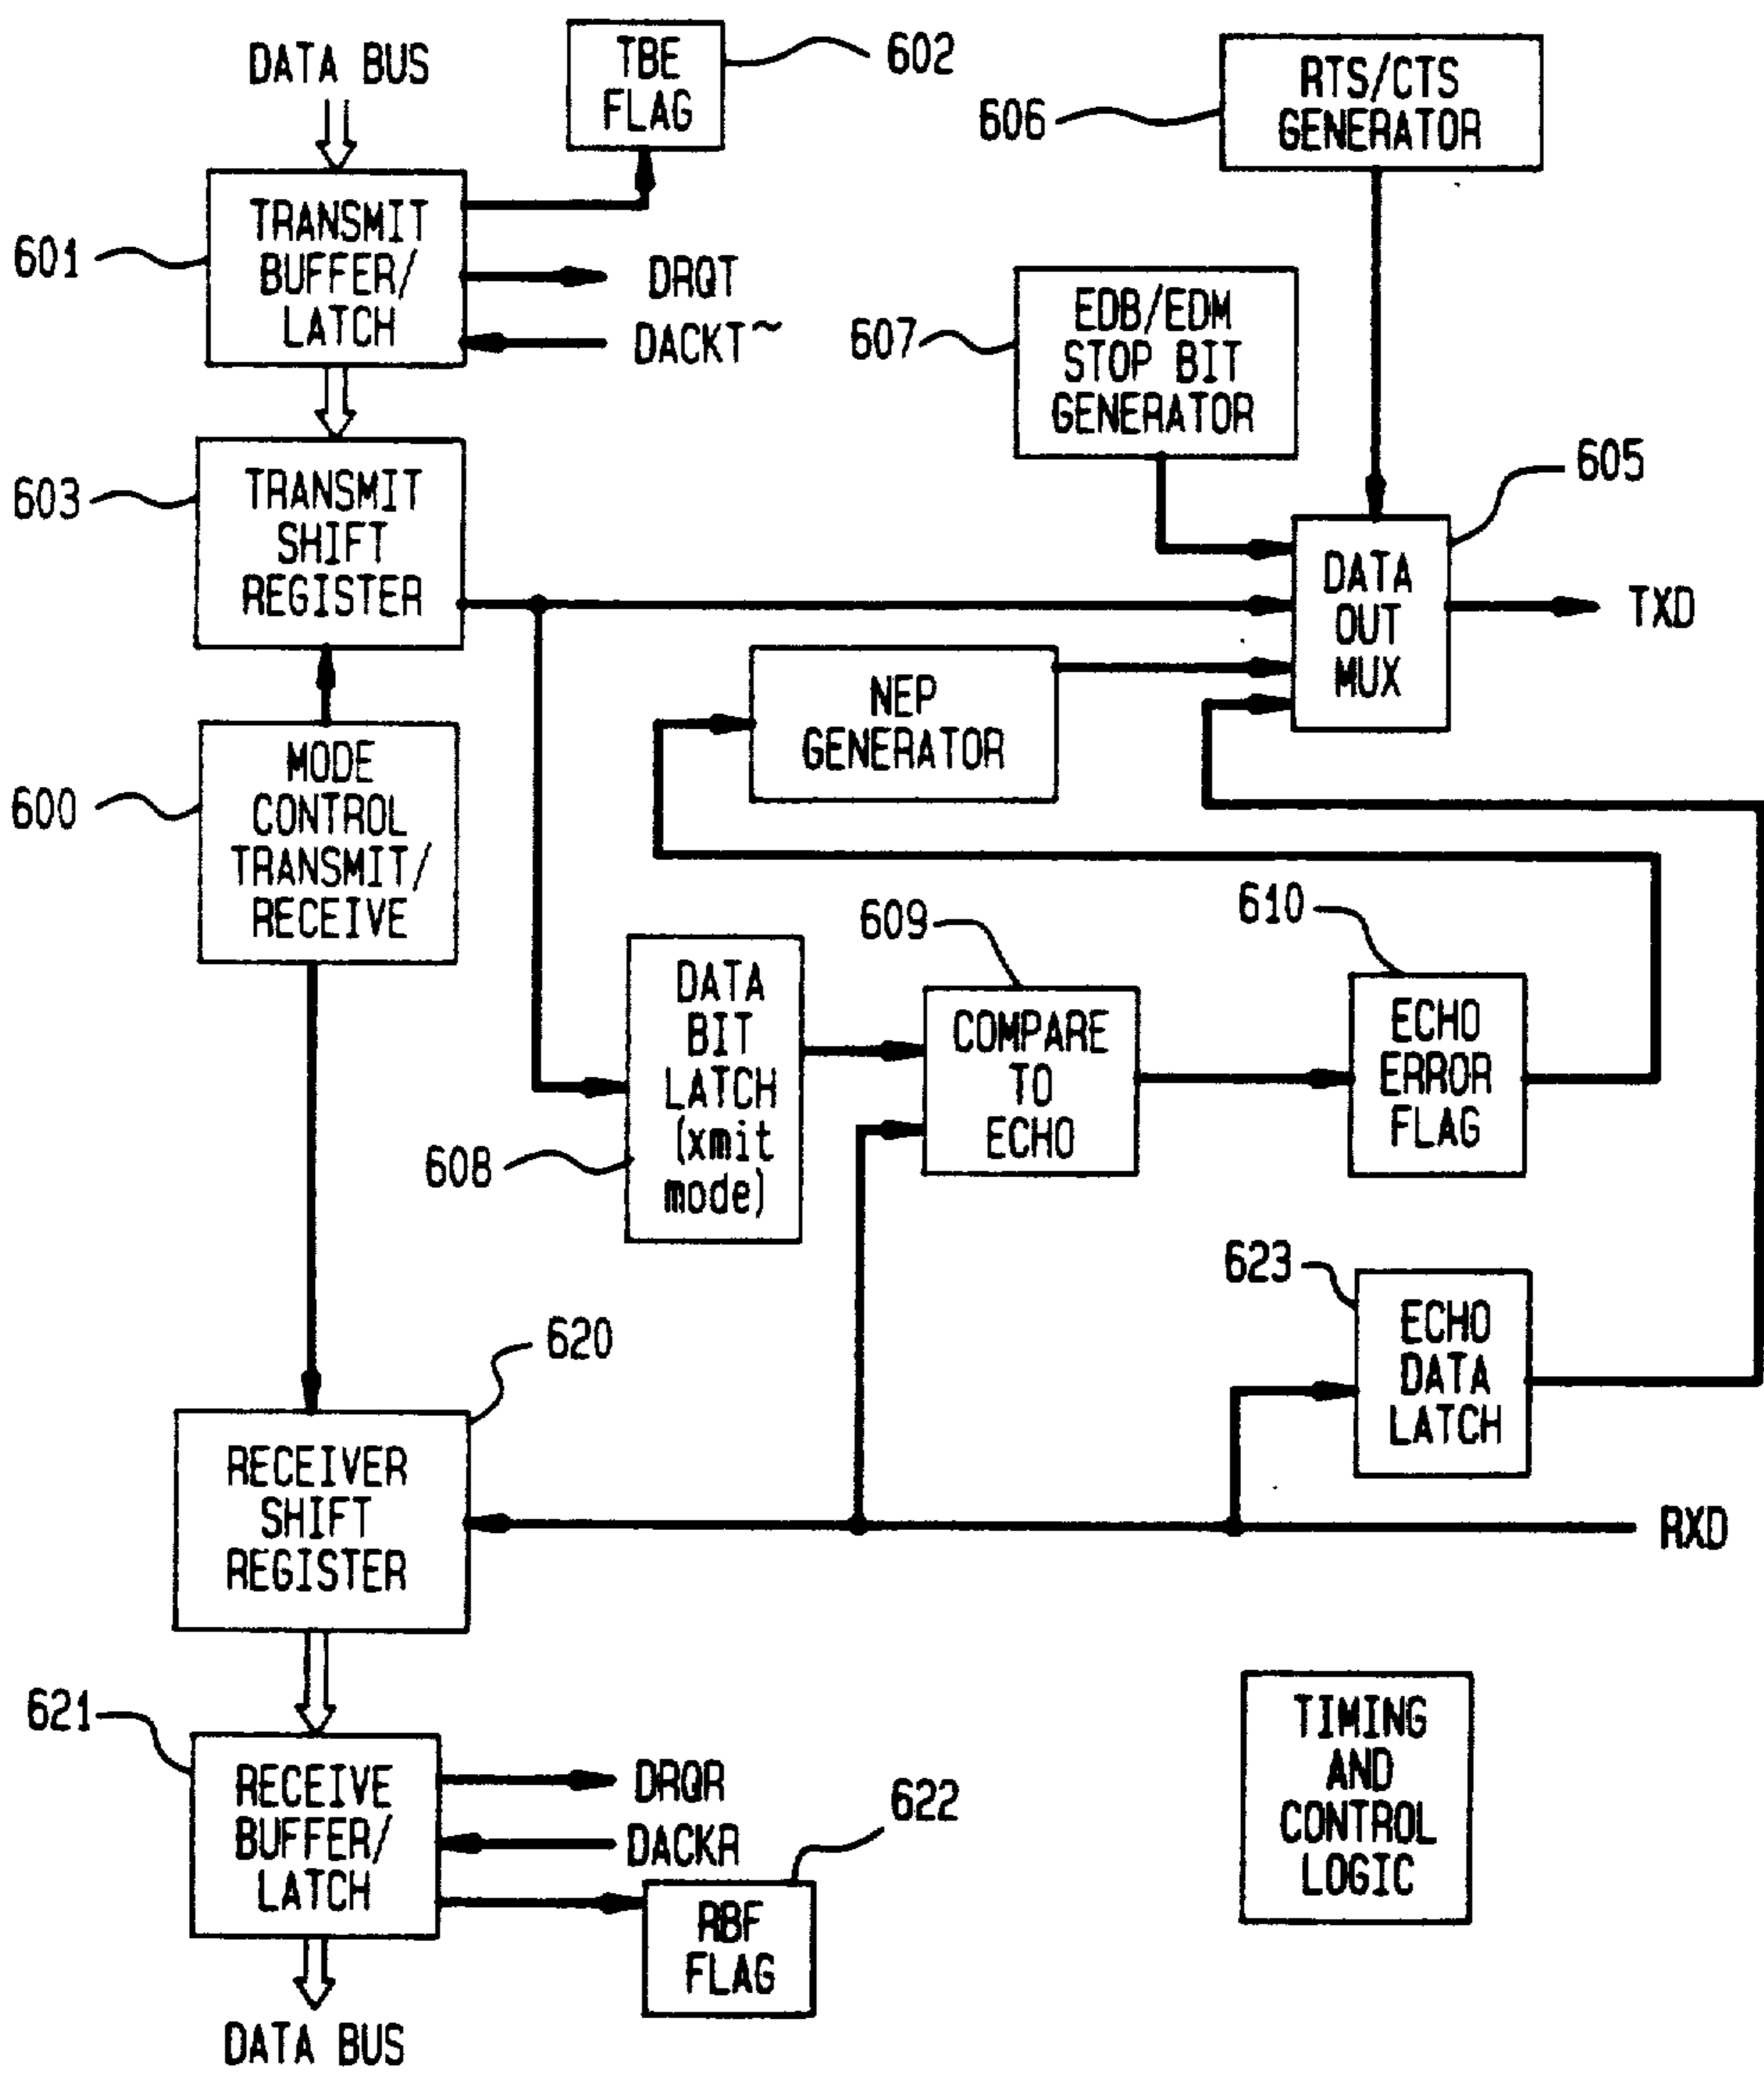 DATA BUS
TBE
FLAG
602
RTS/CTS
GENERATOR
606
TRANSMIT
BUFFER/
LATCH
601
DRQT
DACKT~
EDB/EDM
STOP BIT
GENERATOR
607
605
TRANSMIT
SHIFT
REGISTER
603
DATA
OUT
MUX
TXD
NEP
GENERATOR
MODE
CONTROL
TRANSMIT/
RECEIVE
600
DATA
BIT
LATCH
(xmit
mode)
608
609
COMPARE
TO
ECHO
610
ECHO
ERROR
FLAG
623
ECHO
DATA
LATCH
620
RECEIVER
SHIFT
REGISTER
RXD
621
RECEIVE
BUFFER/
LATCH
DRQR
DACKR
622
RBF
FLAG
TIMING
AND
CONTROL
LOGIC
DATA BUS